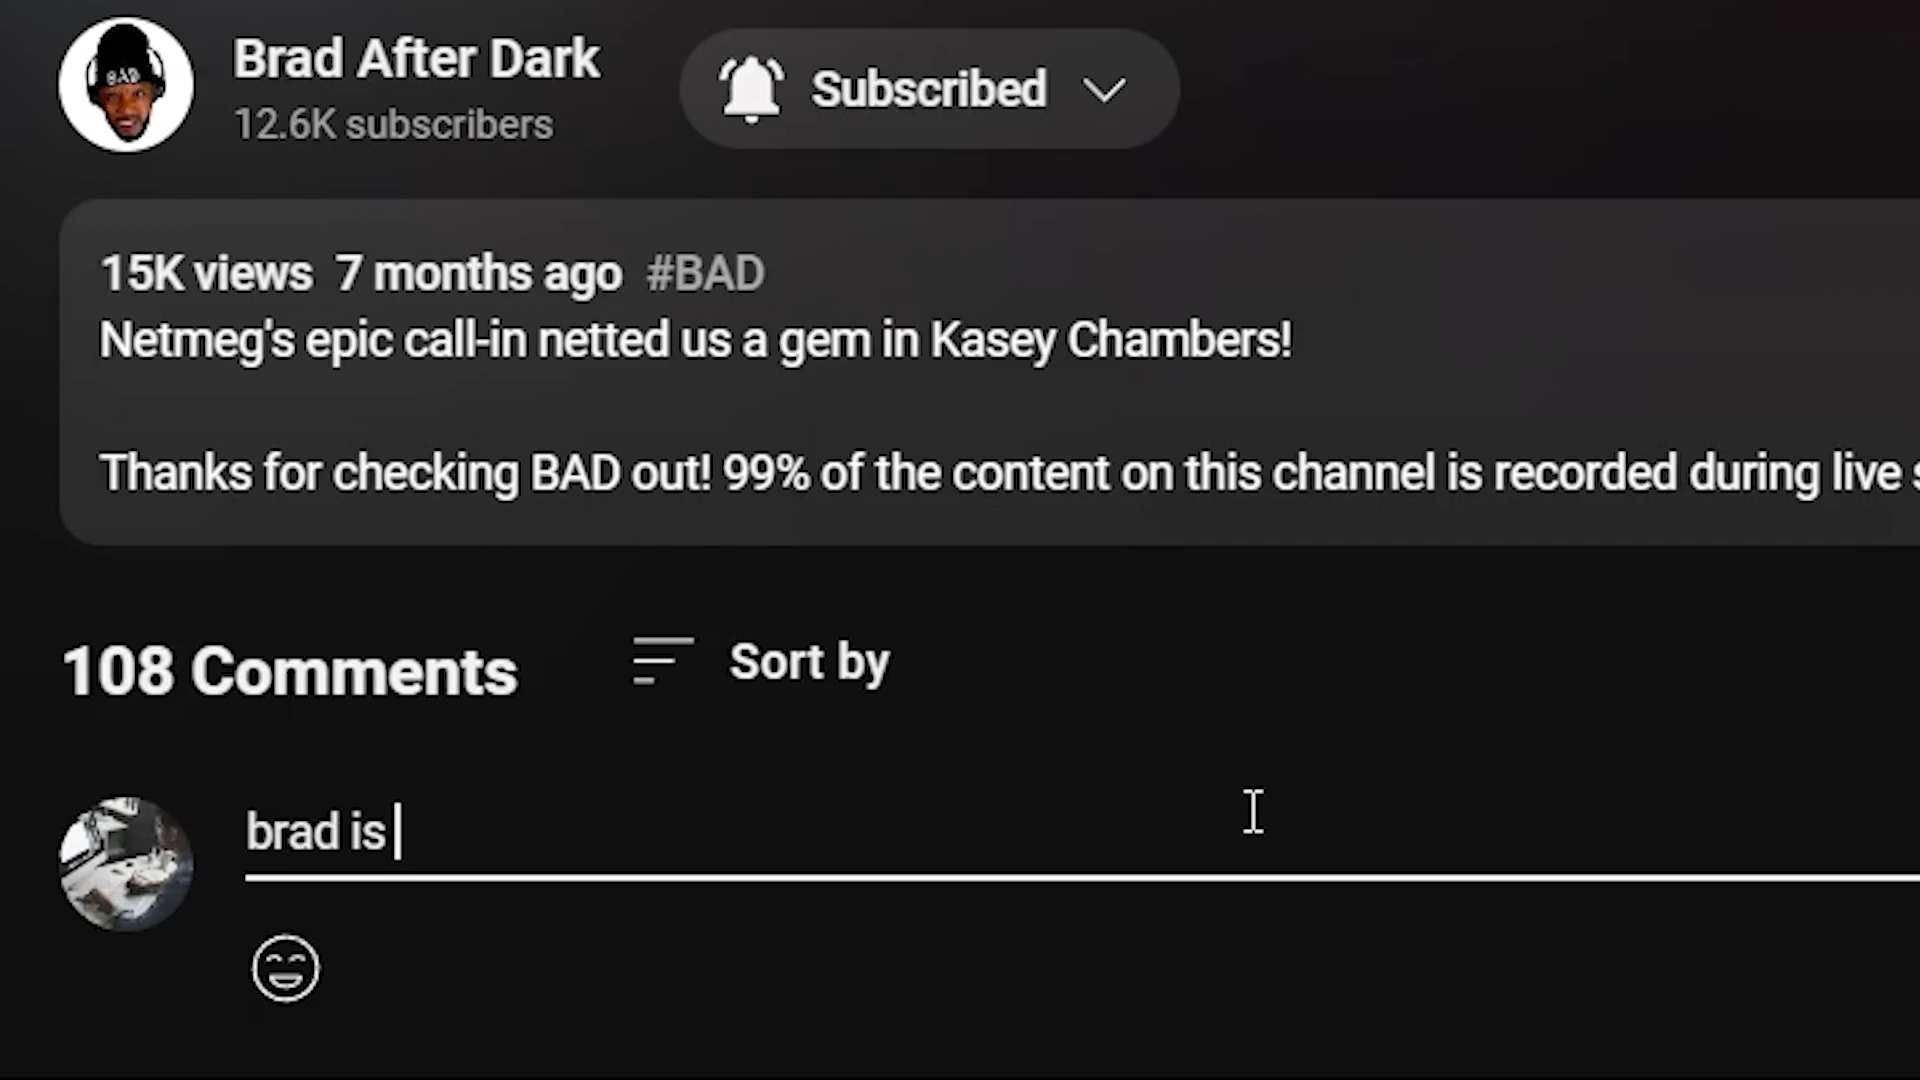 BAD
Brad After Dark
12.6K subscribers
Subscribed
15K views 7 months ago #BAD
Netmeg's epic call-in netted us a gem in Kasey Chambers!
Thanks for checking BAD out! 99% of the content on this channel is recorded during live
108 Comments
Sort by
brad is